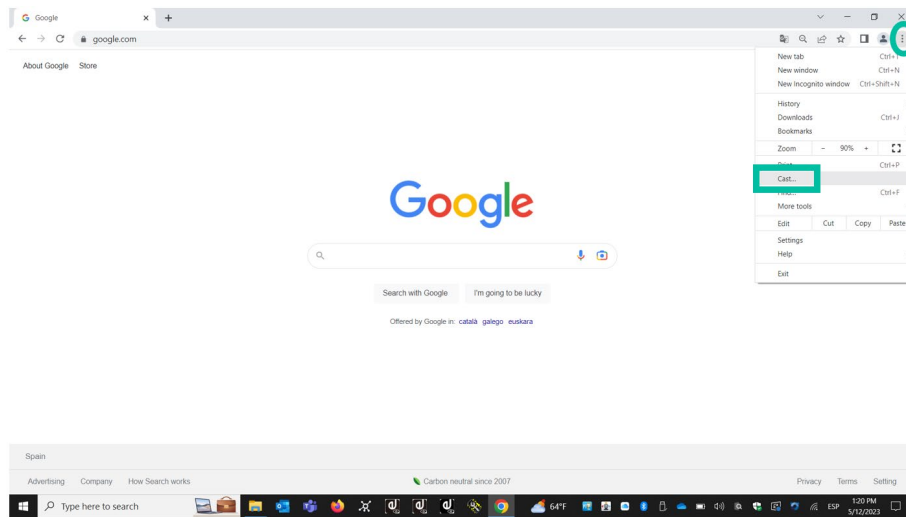 Google
google.com
About Google Store
New tab Ctrl+T
New window Ctrl+N
New Incognito window Ctrl+Shift+N
History
Downloads Ctrl+J
Bookmarks
Zoom - 90% +
Print... Ctrl+P
Cast...
Find... Ctrl+F
More tools
Edit Cut Copy Paste
Settings
Help
Exit
Google
Search with Google I'm going to be lucky
Offered by Google in: català galego euskara
Spain
Advertising Company How Search works Carbon neutral since 2007 Privacy Terms Setting
Type here to search 64°F ESP 1:20 PM
5/12/2023